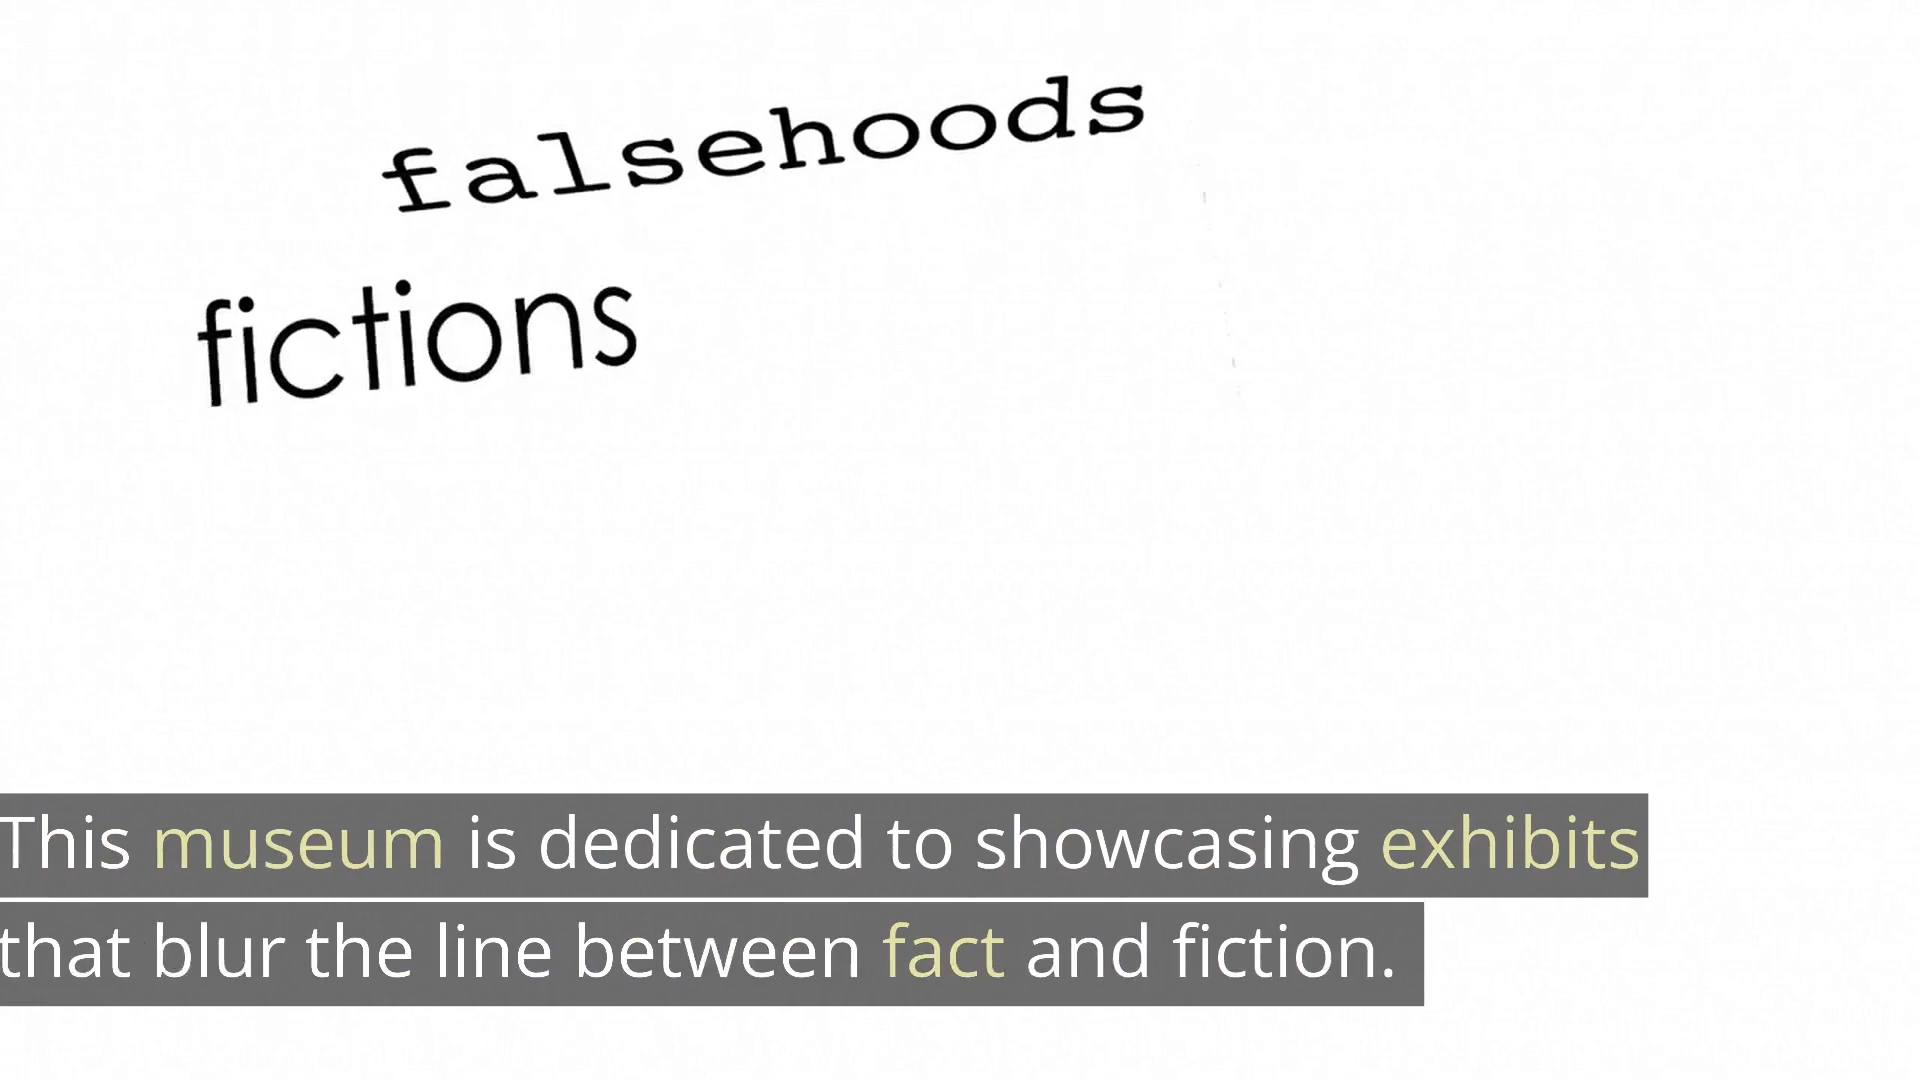 falsehoods
fictions
This museum is dedicated to showcasing exhibits
that blur the line between fact and fiction.